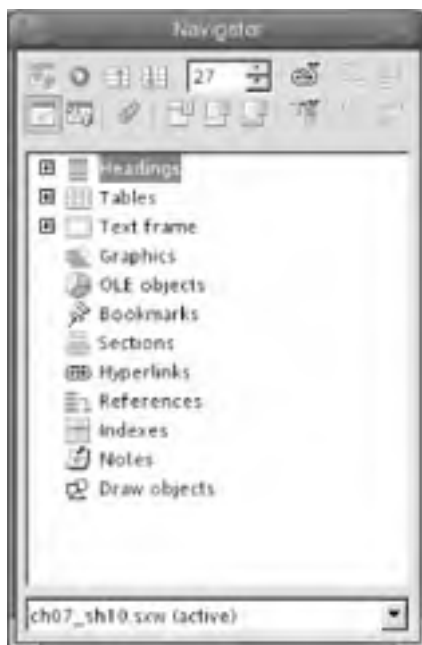 Navigator
27
Headings
Tables
Text frame
Graphics
OLE objects
Bookmarks
Sections
Hyperlinks
References
Indexes
Notes
Draw objects
ch07_sh10.sxw (active)